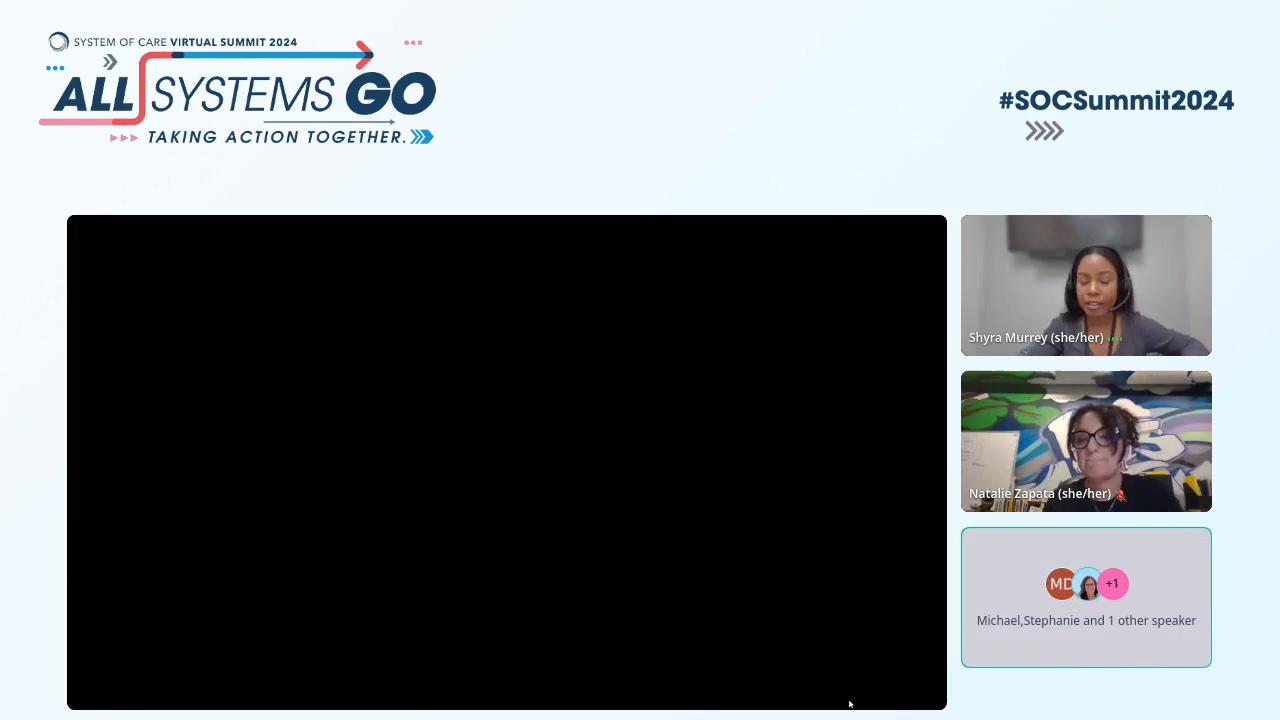 SYSTEM OF CARE VIRTUAL SUMMIT 2024
ALL SYSTEMS GO
TAKING ACTION TOGETHER.
#SOCSummit2024
Shyra Murrey (she/her)
Natalie Zapata (she/her)
MD
+1
Michael,Stephanie and 1 other speaker